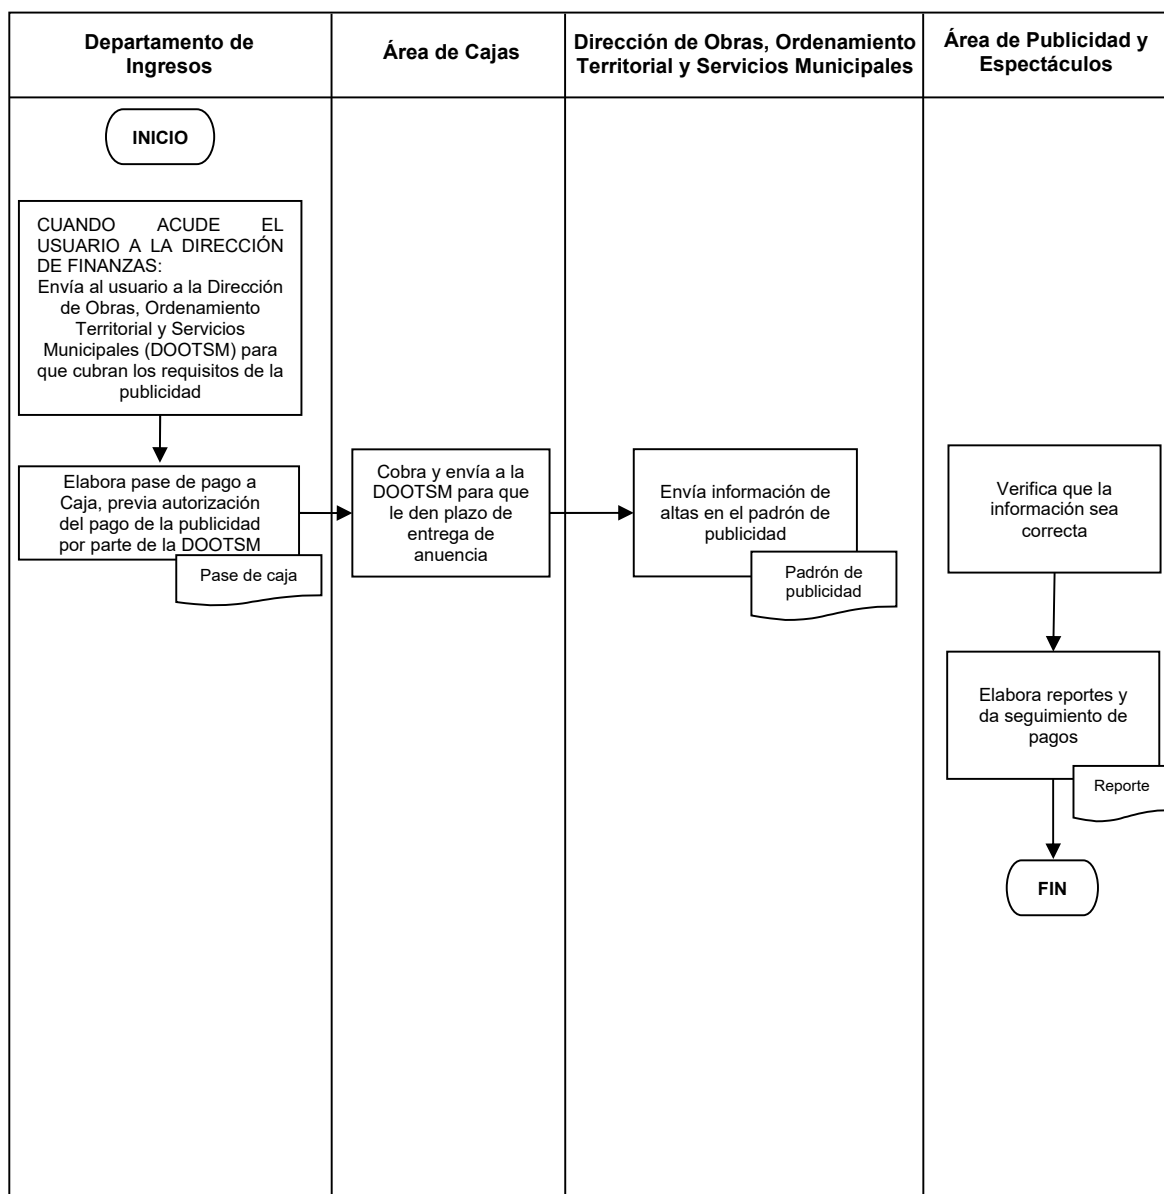 Departamento de
Ingresos
Área de Cajas
Dirección de Obras, Ordenamiento
Territorial y Servicios Municipales
Área de Publicidad y
Espectáculos
INICIO
CUANDO ACUDE EL
USUARIO A LA DIRECCIÓN
DE FINANZAS:
Envía al usuario a la Dirección
de Obras, Ordenamiento
Territorial y Servicios
Municipales (DOOTSM) para
que cubran los requisitos de la
publicidad
Elabora pase de pago a
Caja, previa autorización
del pago de la publicidad
por parte de la DOOTSM
Pase de caja
Cobra y envía a la
DOOTSM para que
le den plazo de
entrega de
anuencia
Envía información de
altas en el padrón de
publicidad
Padrón de
publicidad
Verifica que la
información sea
correcta
Elabora reportes y
da seguimiento de
pagos
Reporte
FIN